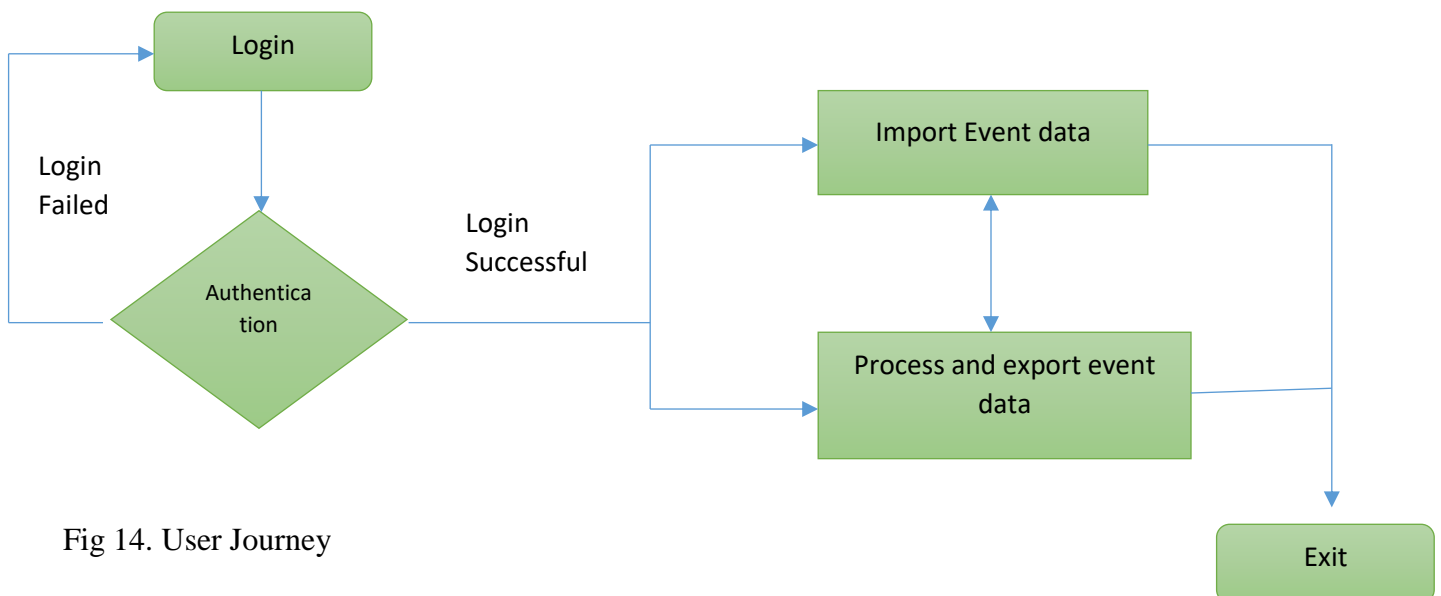 Login
Login
Failed
Authentica
tion
Login
Successful
Import Event data
Process and export event
data
Fig 14. User Journey
Exit